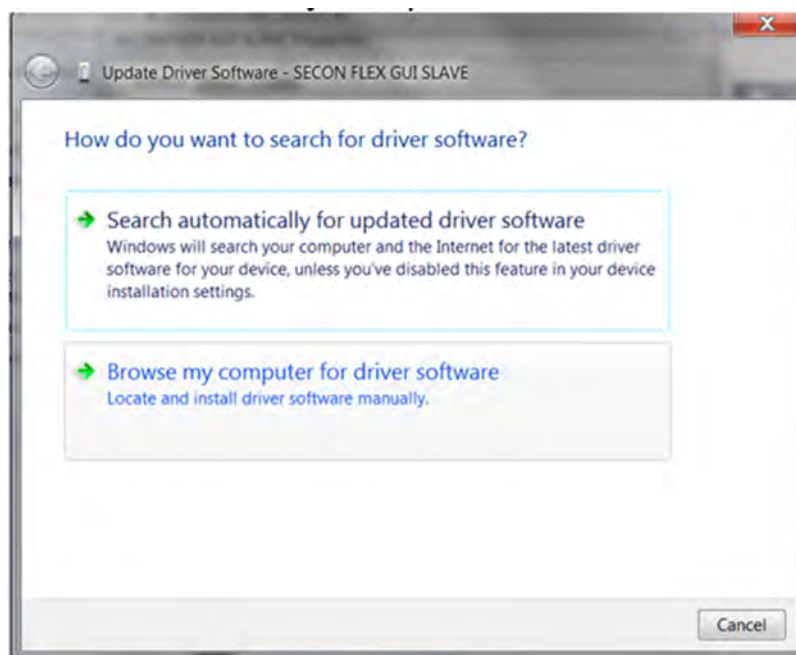 Update Driver Software - SECON FLEX GUI SLAVE
How do you want to search for driver software?
Search automatically for updated driver software
Windows will search your computer and the Internet for the latest driver
software for your device, unless you've disabled this feature in your device
installation settings.
Browse my computer for driver software
Locate and install driver software manually.
Cancel